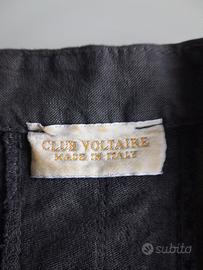 CLUB VOLTAIRE
MADE IN ITALY
subito